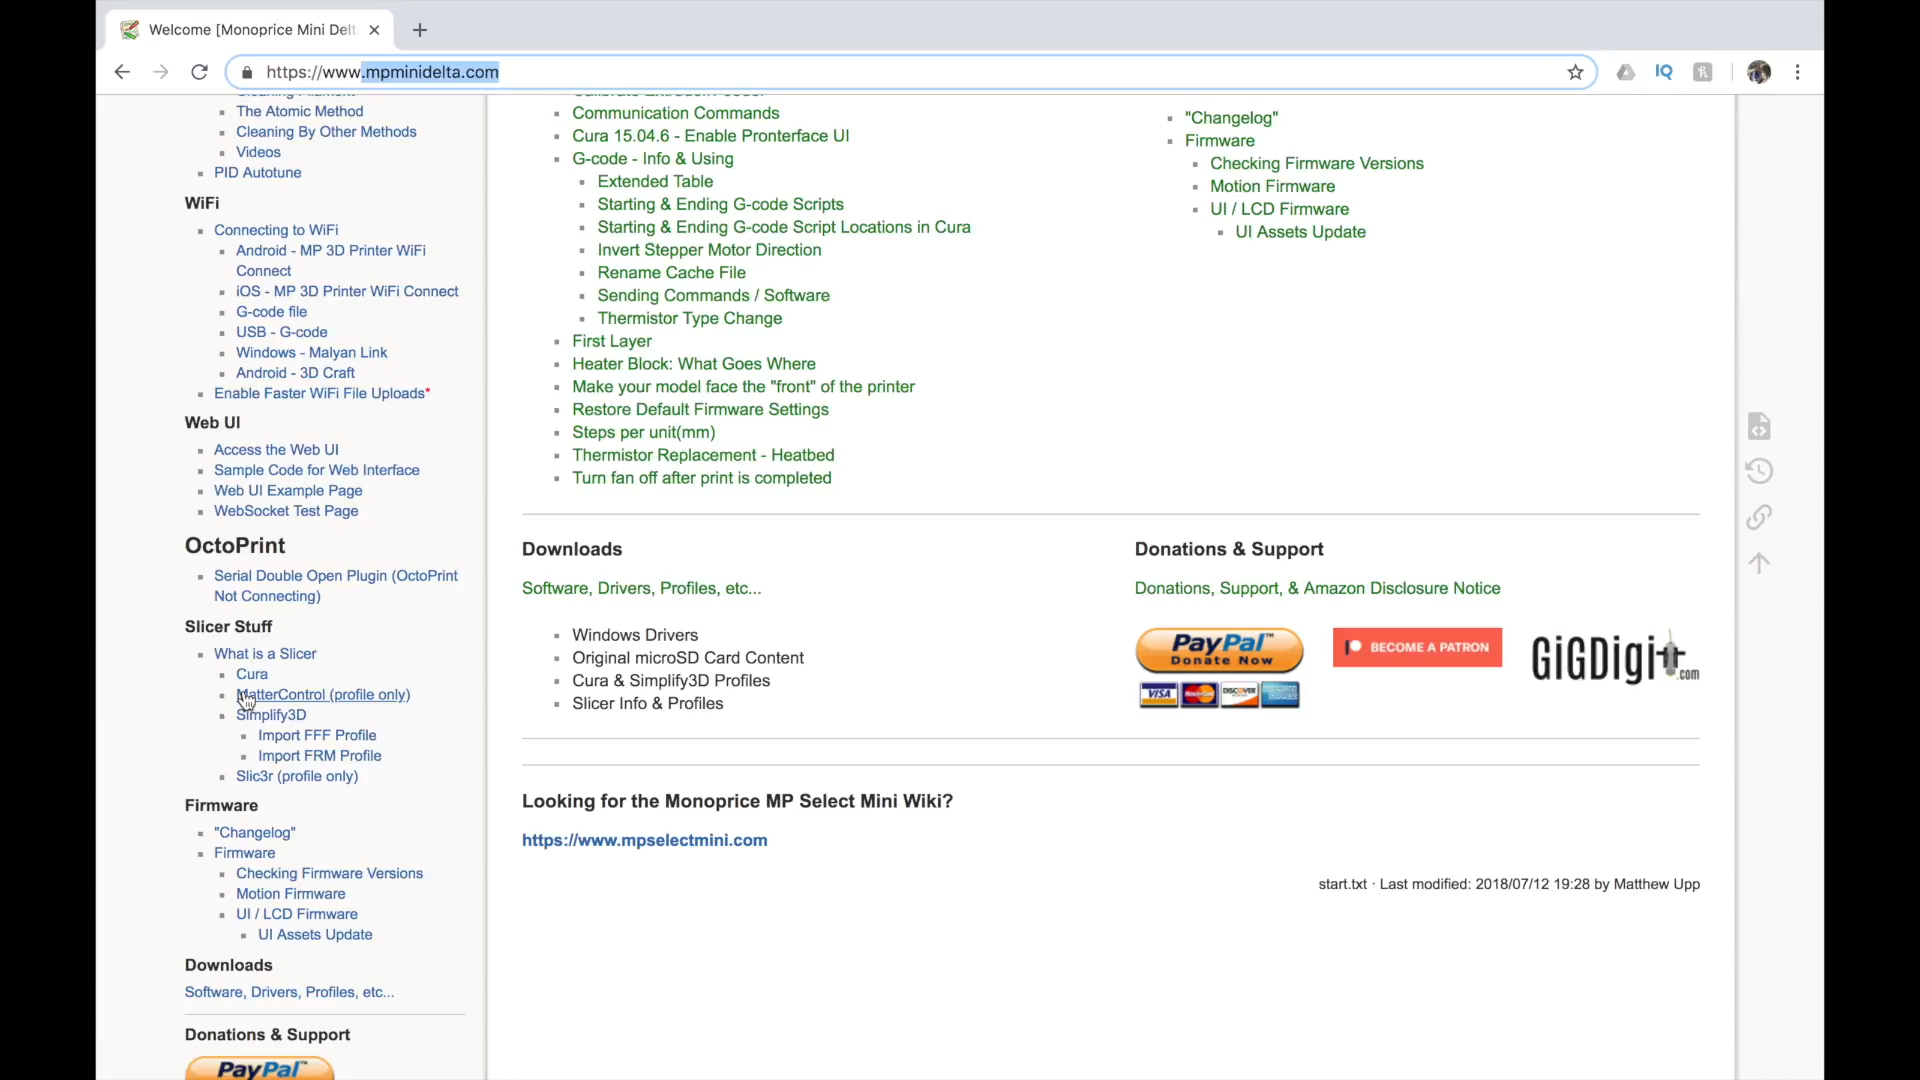 Welcome [Monoprice Mini Delt
https://www.mpminidelta.com
The Atomic Method
Cleaning By Other Methods
Videos
PID Autotune
WiFi
Connecting to WiFi
Android - MP 3D Printer WiFi
Connect
iOS - MP 3D Printer WiFi Connect
G-code file
USB - G-code
Windows - Malyan Link
Android - 3D Craft
Enable Faster WiFi File Uploads*
Web UI
Access the Web UI
Sample Code for Web Interface
Web UI Example Page
WebSocket Test Page
OctoPrint
Serial Double Open Plugin (OctoPrint
Not Connecting)
Slicer Stuff
What is a Slicer
Cura
MatterControl (profile only)
Simplify3D
Import FFF Profile
Import FRM Profile
Slic3r (profile only)
Firmware
"Changelog"
Firmware
Checking Firmware Versions
Motion Firmware
UI / LCD Firmware
UI Assets Update
Downloads
Software, Drivers, Profiles, etc...
Donations & Support
PayPal™
Communication Commands
Cura 15.04.6 - Enable Pronterface UI
G-code - Info & Using
Extended Table
Starting & Ending G-code Scripts
Starting & Ending G-code Script Locations in Cura
Invert Stepper Motor Direction
Rename Cache File
Sending Commands / Software
Thermistor Type Change
First Layer
Heater Block: What Goes Where
Make your model face the "front" of the printer
Restore Default Firmware Settings
Steps per unit(mm)
Thermistor Replacement - Heatbed
Turn fan off after print is completed
"Changelog"
Firmware
Checking Firmware Versions
Motion Firmware
UI / LCD Firmware
UI Assets Update
Downloads
Software, Drivers, Profiles, etc...
Windows Drivers
Original microSD Card Content
Cura & Simplify3D Profiles
Slicer Info & Profiles
Donations & Support
Donations, Support, & Amazon Disclosure Notice
PayPal™
Donate Now
VISA MasterCard DISCOVER
BECOME A PATRON
GiGDigit.com
Looking for the Monoprice MP Select Mini Wiki?
https://www.mpselectmini.com
start.txt · Last modified: 2018/07/12 19:28 by Matthew Upp